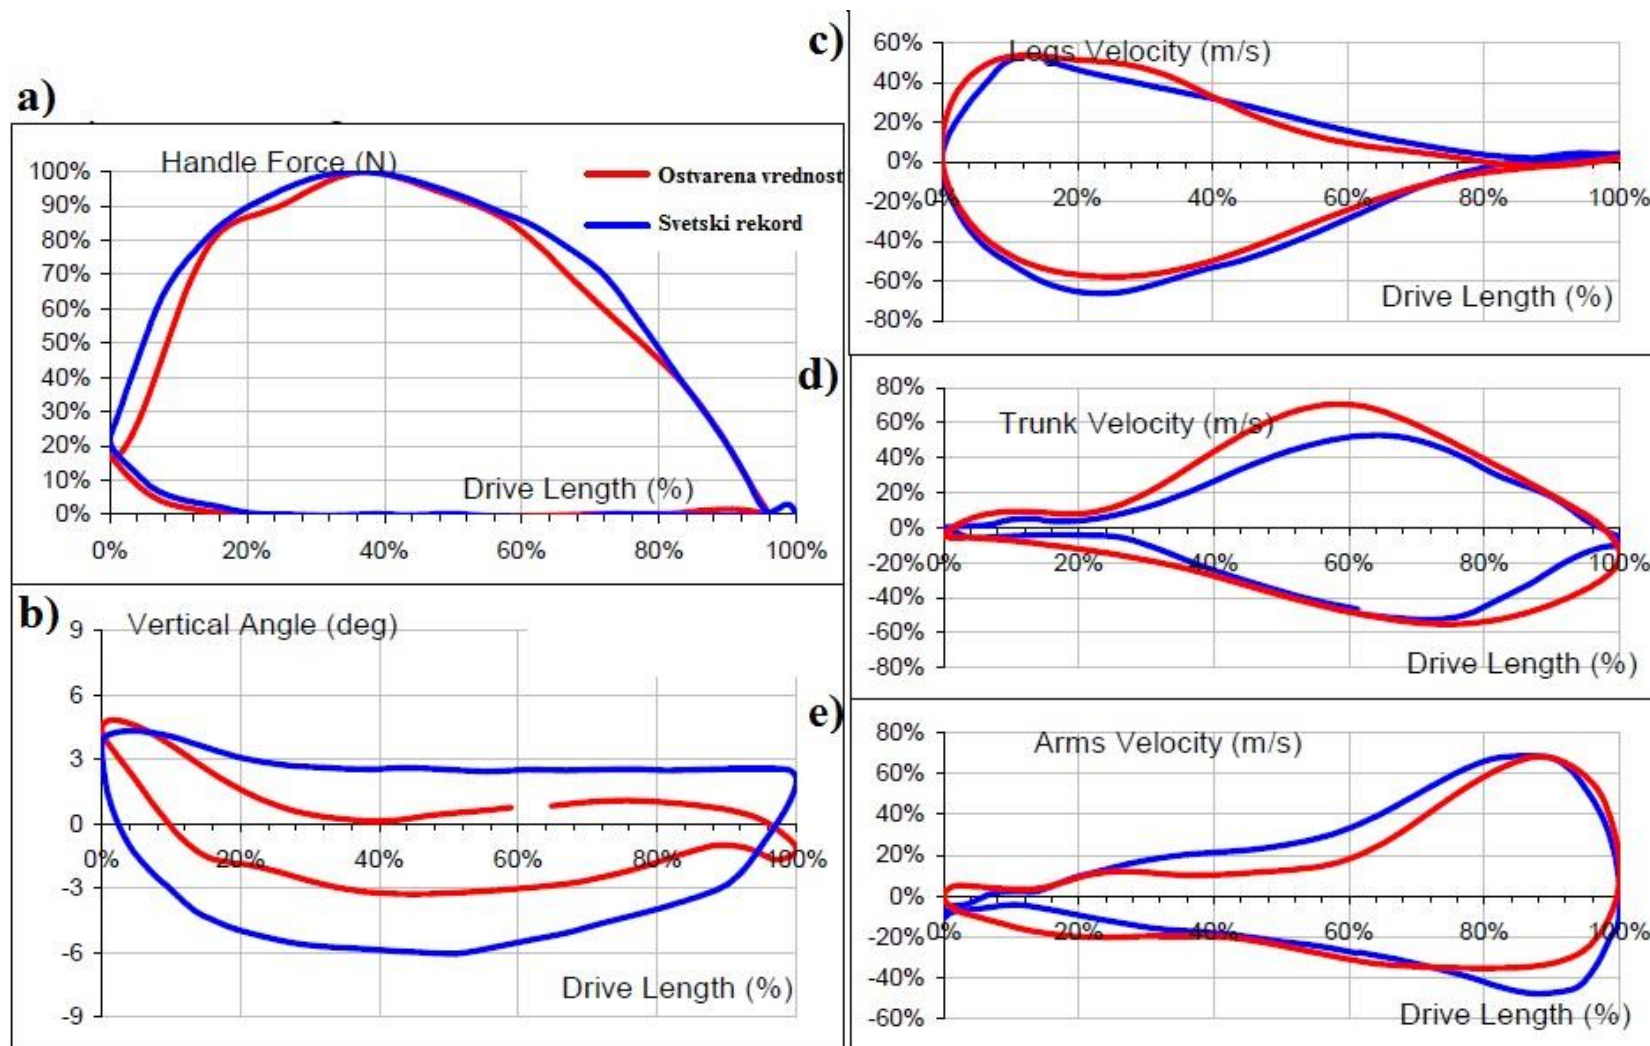 a)
Handle Force (N)
100%
90%
80%
70%
60%
50%
40%
30%
20%
10%
0%
Ostvarena vrednost
Svetski rekord
Drive Length (%)
0% 20% 40% 60% 80% 100%
b)
Vertical Angle (deg)
9
6
3
0
-3
-6
-9
0% 20% 40% 60% 80% 100%
Drive Length (%)
c)
Legs Velocity (m/s)
60%
40%
20%
0%
-20%
-40%
-60%
-80%
0% 20% 40% 60% 80% 100%
Drive Length (%)
d)
Trunk Velocity (m/s)
80%
60%
40%
20%
0%
-20%
-40%
-60%
-80%
0% 20% 40% 60% 80% 100%
Drive Length (%)
e)
Arms Velocity (m/s)
80%
60%
40%
20%
0%
-20%
-40%
-60%
0% 20% 40% 60% 80% 100%
Drive Length (%)